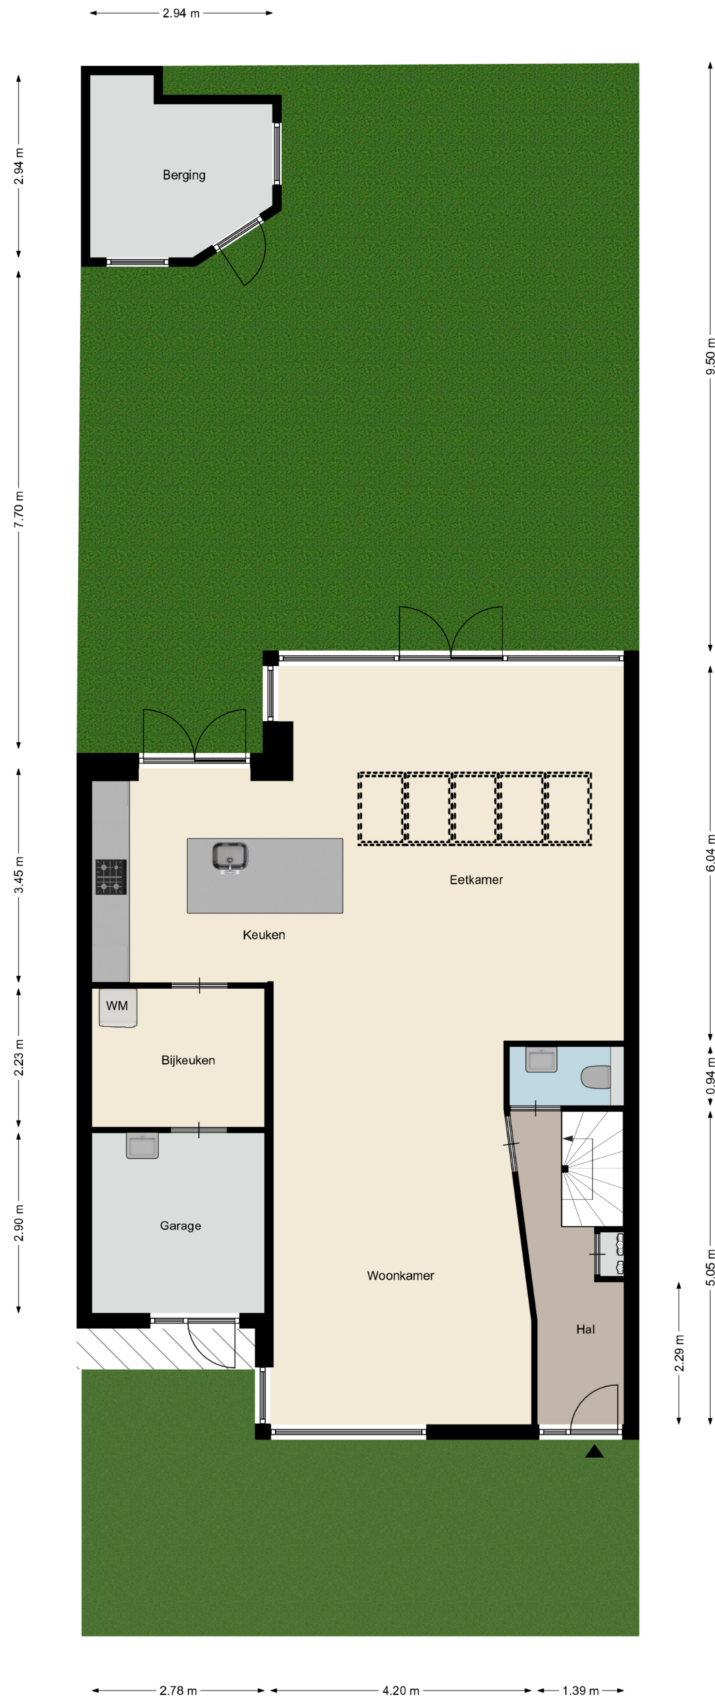 2.94 m
2.94 m
Berging
9.50 m
7.70 m
3.45 m
6.04 m
Eetkamer
Keuken
WM
2.23 m
Bijkeuken
0.94 m
2.90 m
Garage
5.05 m
Woonkamer
Hal
2.29 m
2.78 m
4.20 m
1.39 m